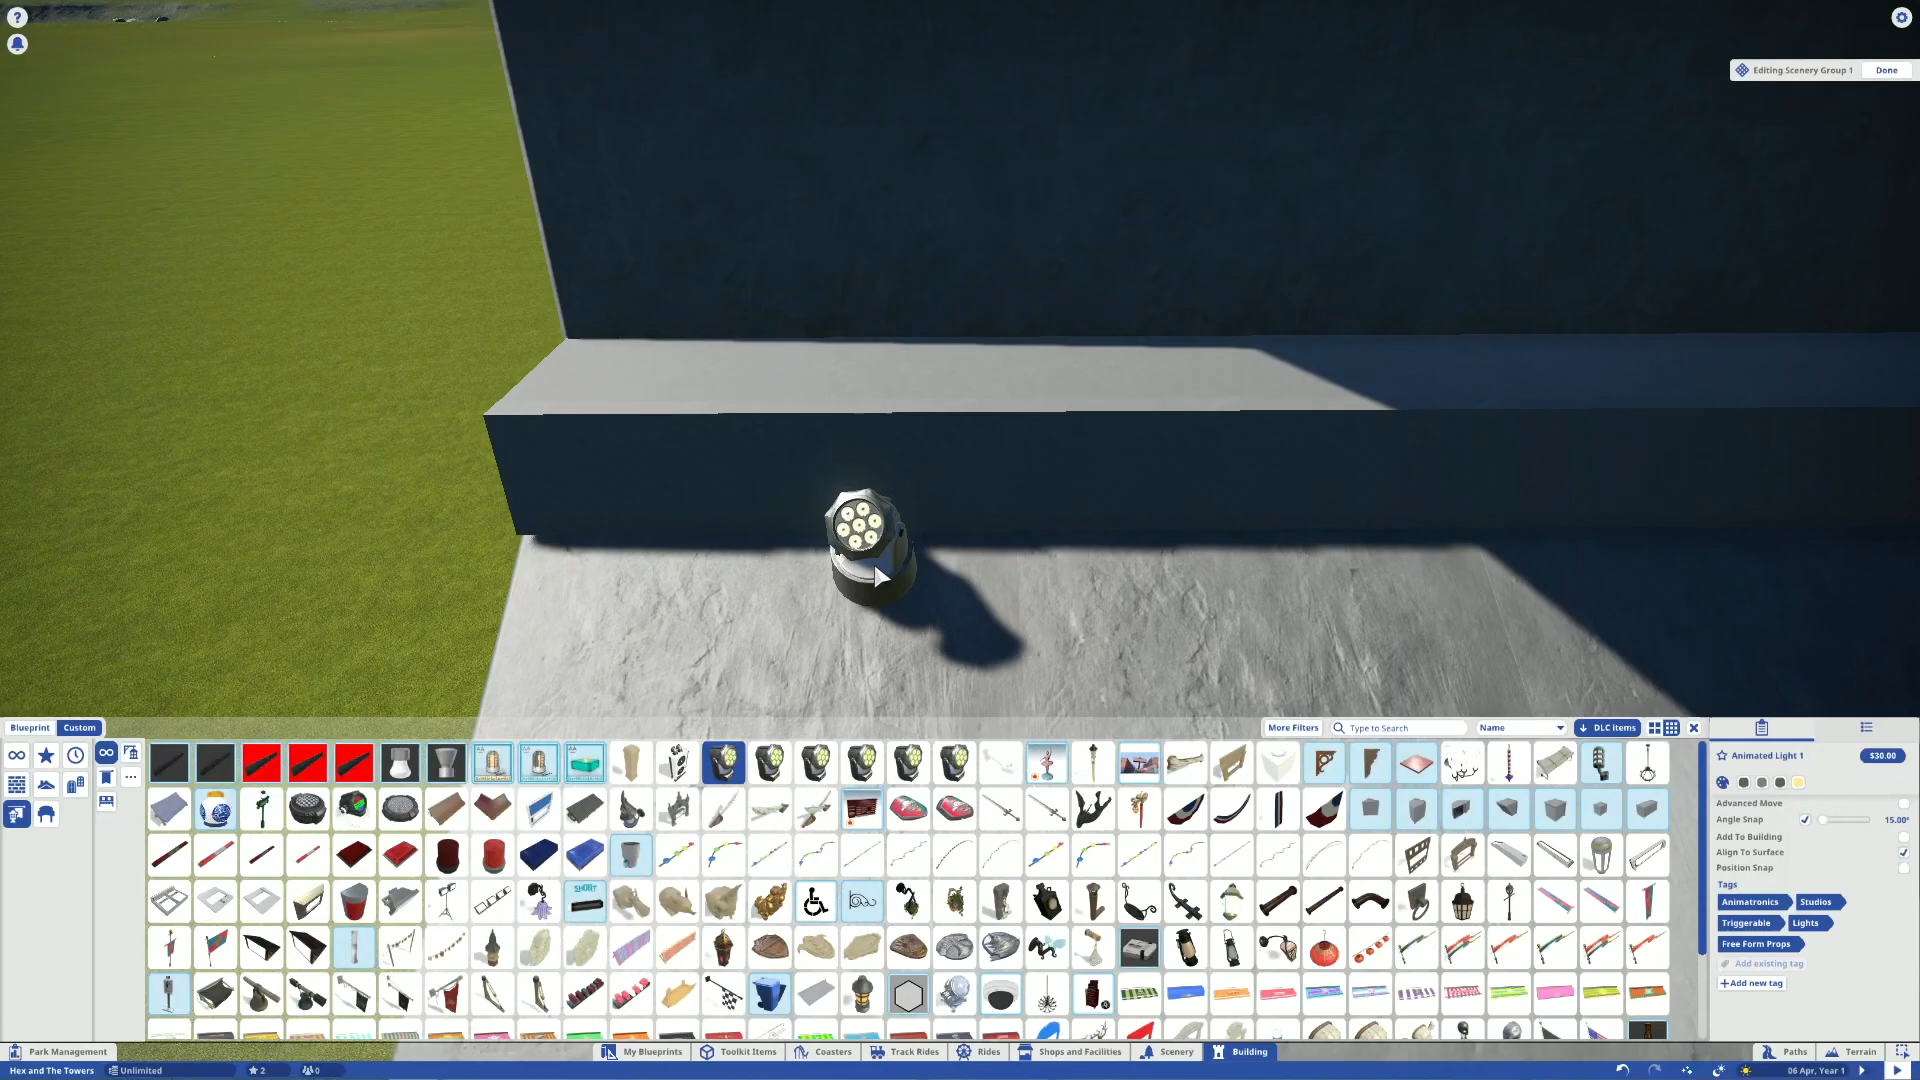 ?
Editing Scenery Group 1 Done
Blueprint Custom
More Filters Type to Search Name DLC items
Animated Light 1 $30.00
Advanced Move
Angle Snap 15.00°
Add To Building
Align To Surface
Position Snap
Tags
Animatronics Studios
Triggerable Lights
Free Form Props
Add existing tag
+Add new tag
SHUNT
Park Management My Blueprints Toolkit Items Coasters Track Rides Rides Shops and Facilities Scenery Building Paths Terrain
Hex and The Towers Unlimited 2 0 06 Apr, Year 1